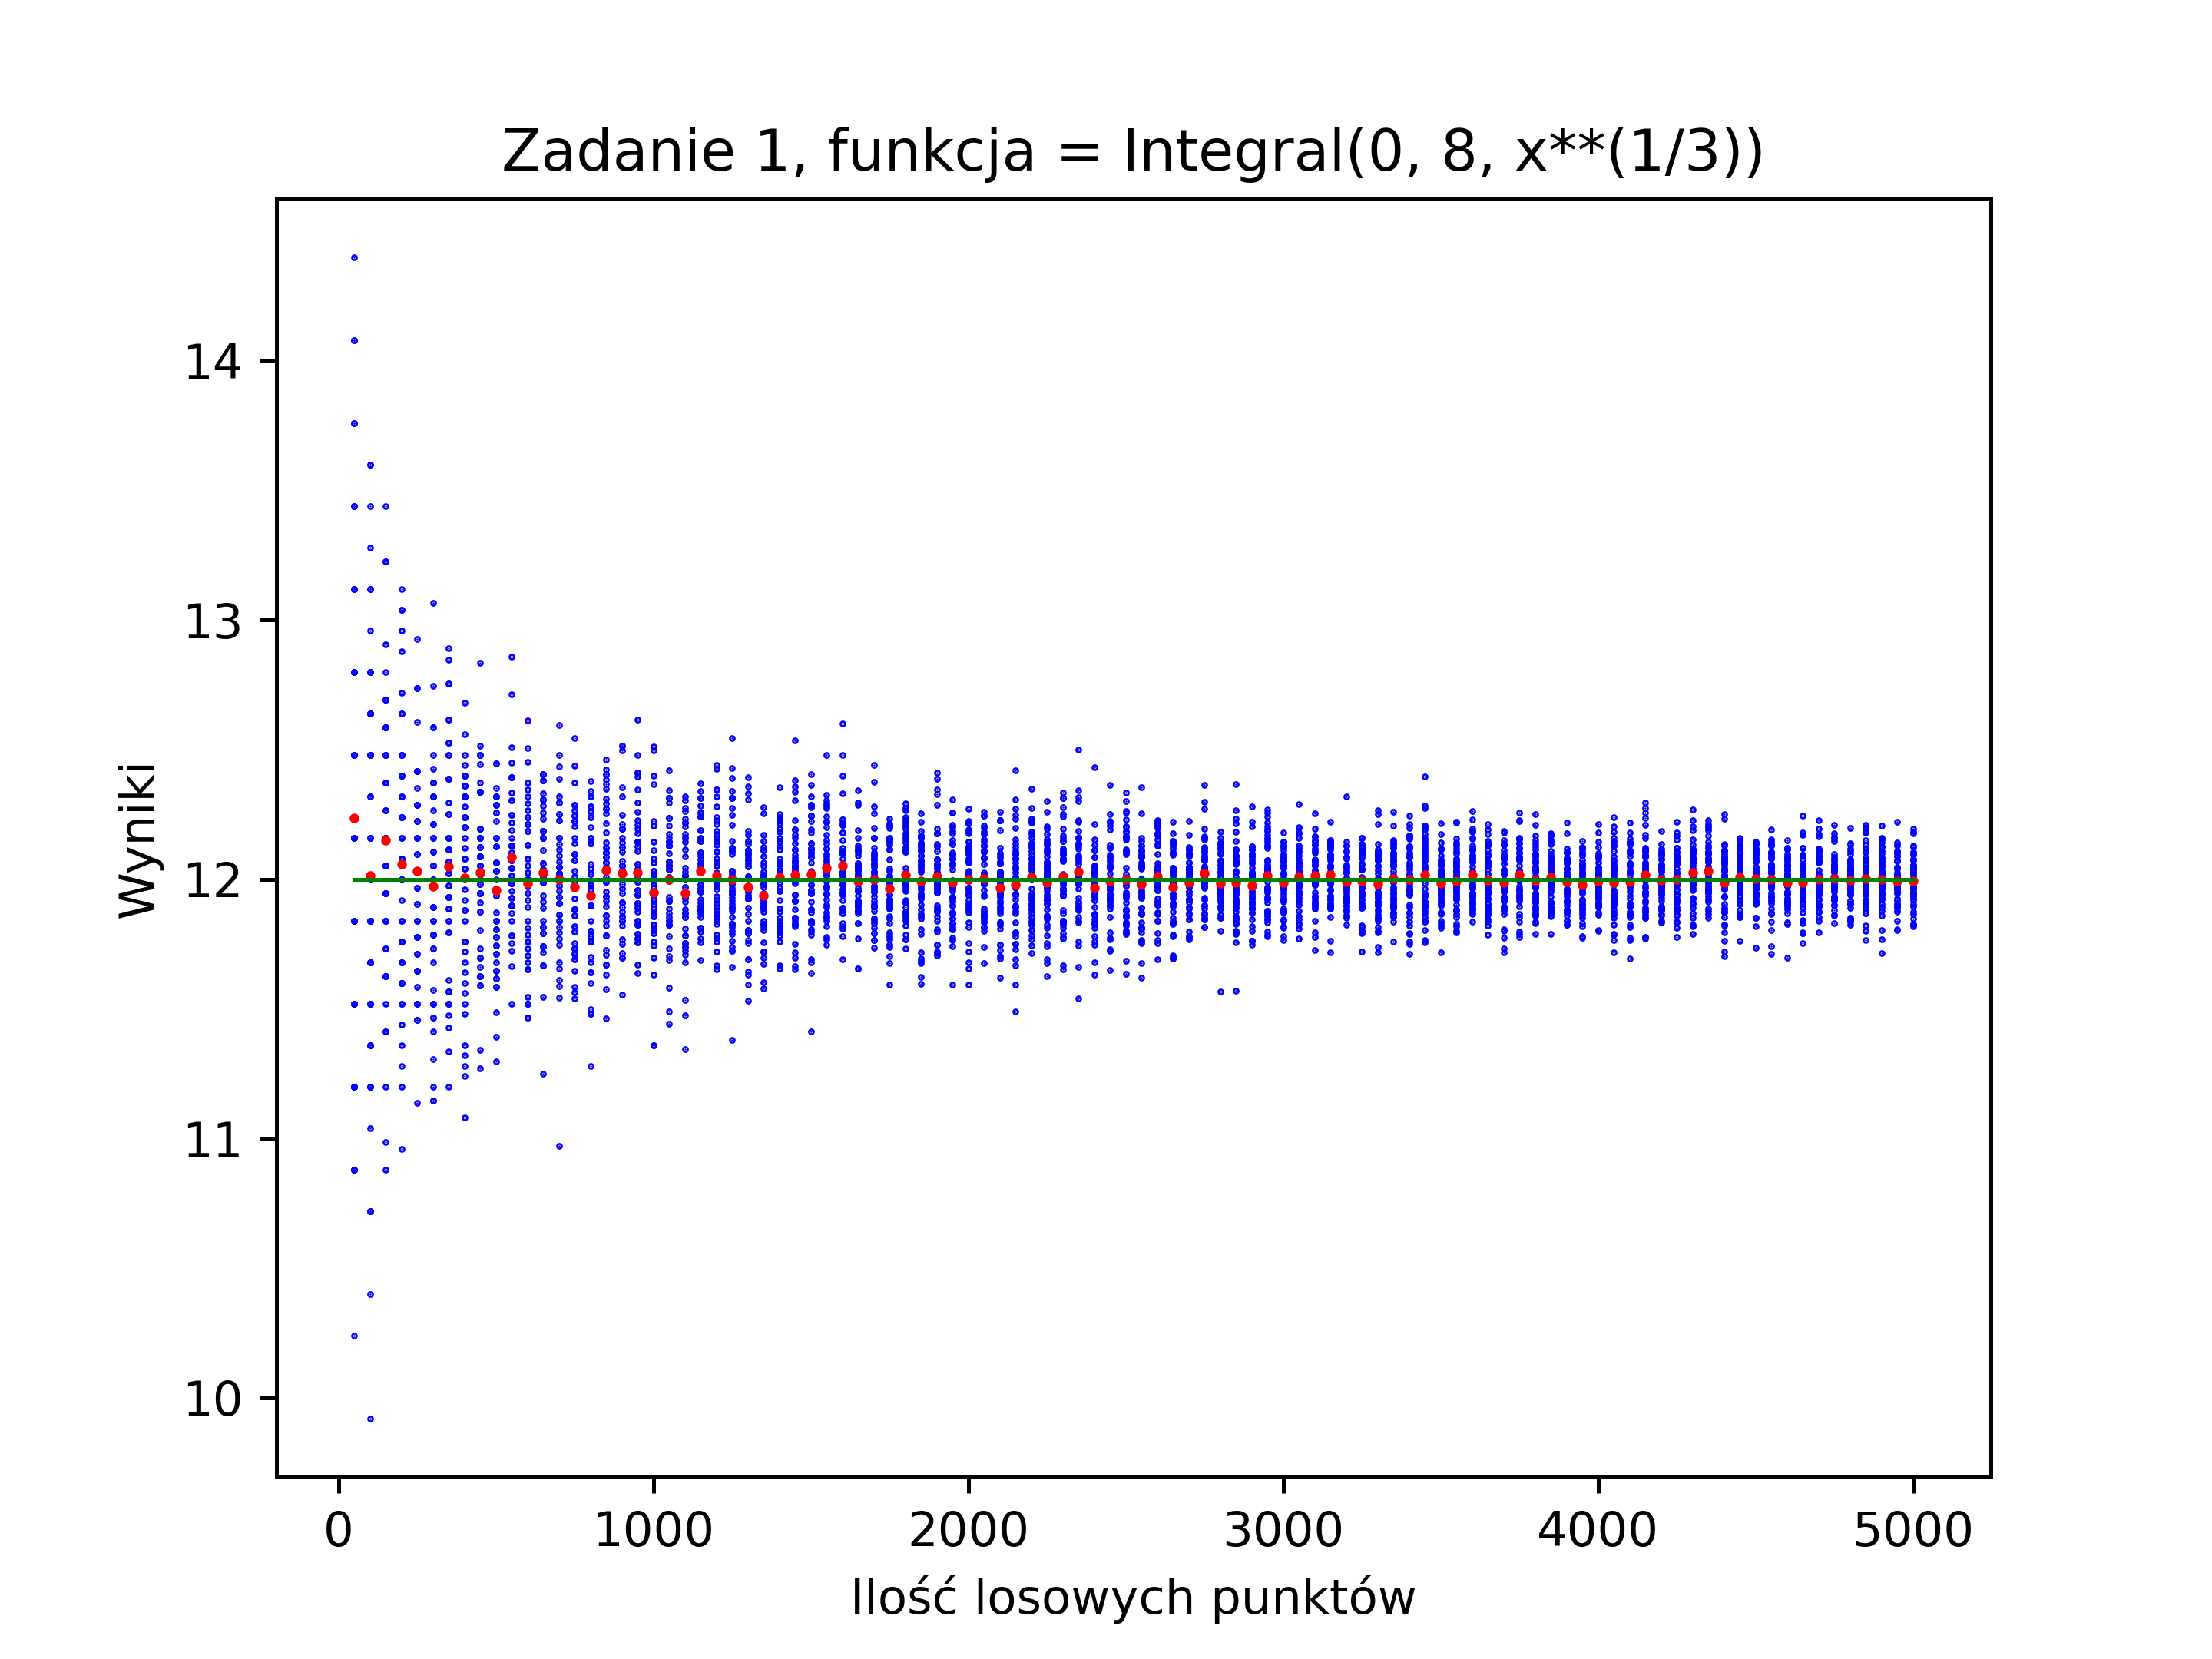 Zadanie 1, funkcja = Integral(0, 8, x**(1/3))
14
13
12
11
10
Wyniki
0 1000 2000 3000 4000 5000
Ilość losowych punktów